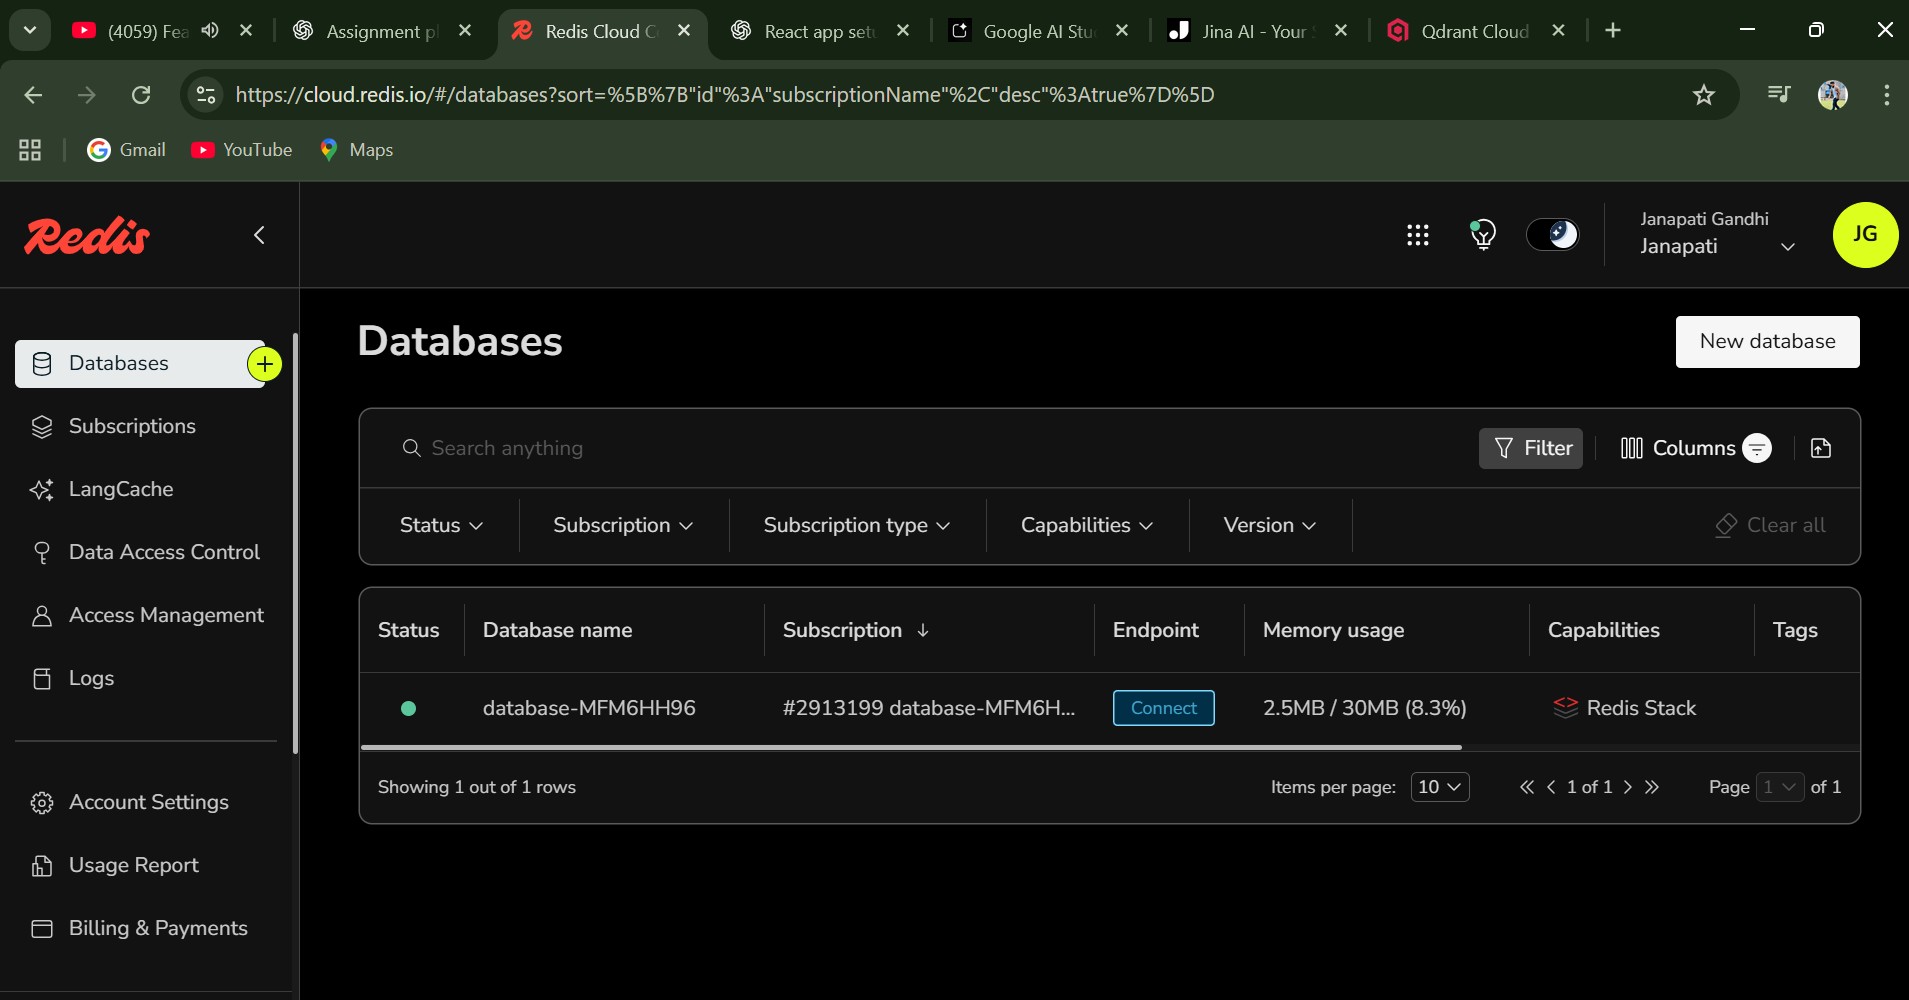 (4059) Fea
Assignment pl
Redis Cloud C
React app setu
Google AI Stu
Jina AI - Your S
Qdrant Cloud
https://cloud.redis.io/#/databases?sort=%5B%7B"id"%3A"subscriptionName"%2C"desc"%3Atrue%7D%5D
Gmail
YouTube
Maps
Redis
Janapati Gandhi
Janapati
JG
Databases
Subscriptions
LangCache
Data Access Control
Access Management
Logs
Account Settings
Usage Report
Billing & Payments
Databases
New database
Search anything
Filter
Columns
Status
Subscription
Subscription type
Capabilities
Version
Clear all
Status Database name Subscription Endpoint Memory usage Capabilities Tags
database-MFM6HH96 #2913199 database-MFM6H... Connect 2.5MB / 30MB (8.3%) Redis Stack
Showing 1 out of 1 rows
Items per page: 10
1 of 1
Page 1 of 1